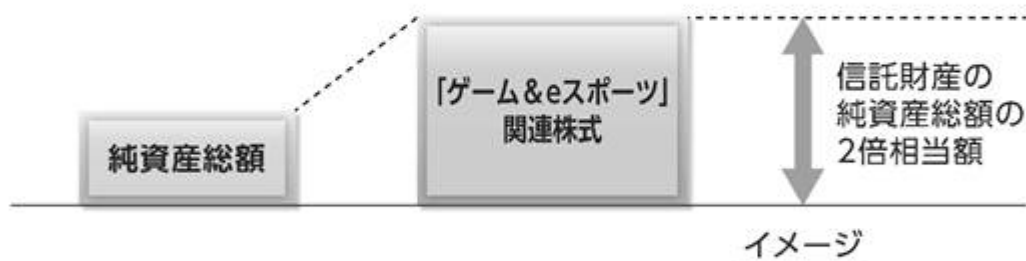 純資産総額
「ゲーム＆eスポーツ」
関連株式
信託財産の
純資産総額の
2倍相当額
イメージ